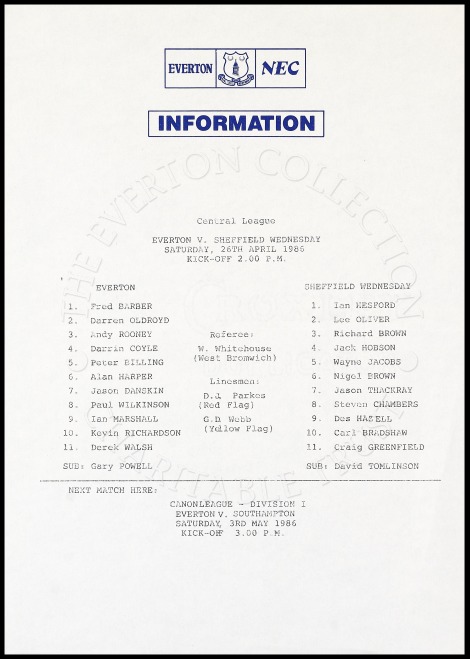 EVERTON NEC
INFORMATION
THE EVERTON COLLECTION CHARITABLE
Central League
EVERTON V. SHEFFIELD WEDNESDAY
SATURDAY, 26TH APRIL 1986
KICK-OFF 2.00 P.M.
EVERTON
1. Fred BARBER
2. Darren OLDROYD
3. Andy ROONEY
4. Darrin COYLE
5. Peter BILLING
6. Alan HARPER
7. Jason DANSKIN
8. Paul WILKINSON
9. Ian MARSHALL
10. Kevin RICHARDSON
11. Derek WALSH
SUB: Gary POWELL
Referee:
W. Whitehouse
(West Bromwich)
Linesmen:
D.J. Parkes
(Red Flag)
G.D. Webb
(Yellow Flag)
SHEFFIELD WEDNESDAY
1. Ian HESFORD
2. Lee OLIVER
3. Richard BROWN
4. Jack HOBSON
5. Wayne JACOBS
6. Nigel BROWN
7. Jason THACKRAY
8. Steven CHAMBERS
9. Des HAZELL
10. Carl BRADSHAW
11. Craig GREENFIELD
SUB: David TOMLINSON
NEXT MATCH HERE:
CANONLEAGUE - DIVISION I
EVERTON V. SOUTHAMPTON
SATURDAY, 3RD MAY 1986
KICK-OFF 3.00 P.M.